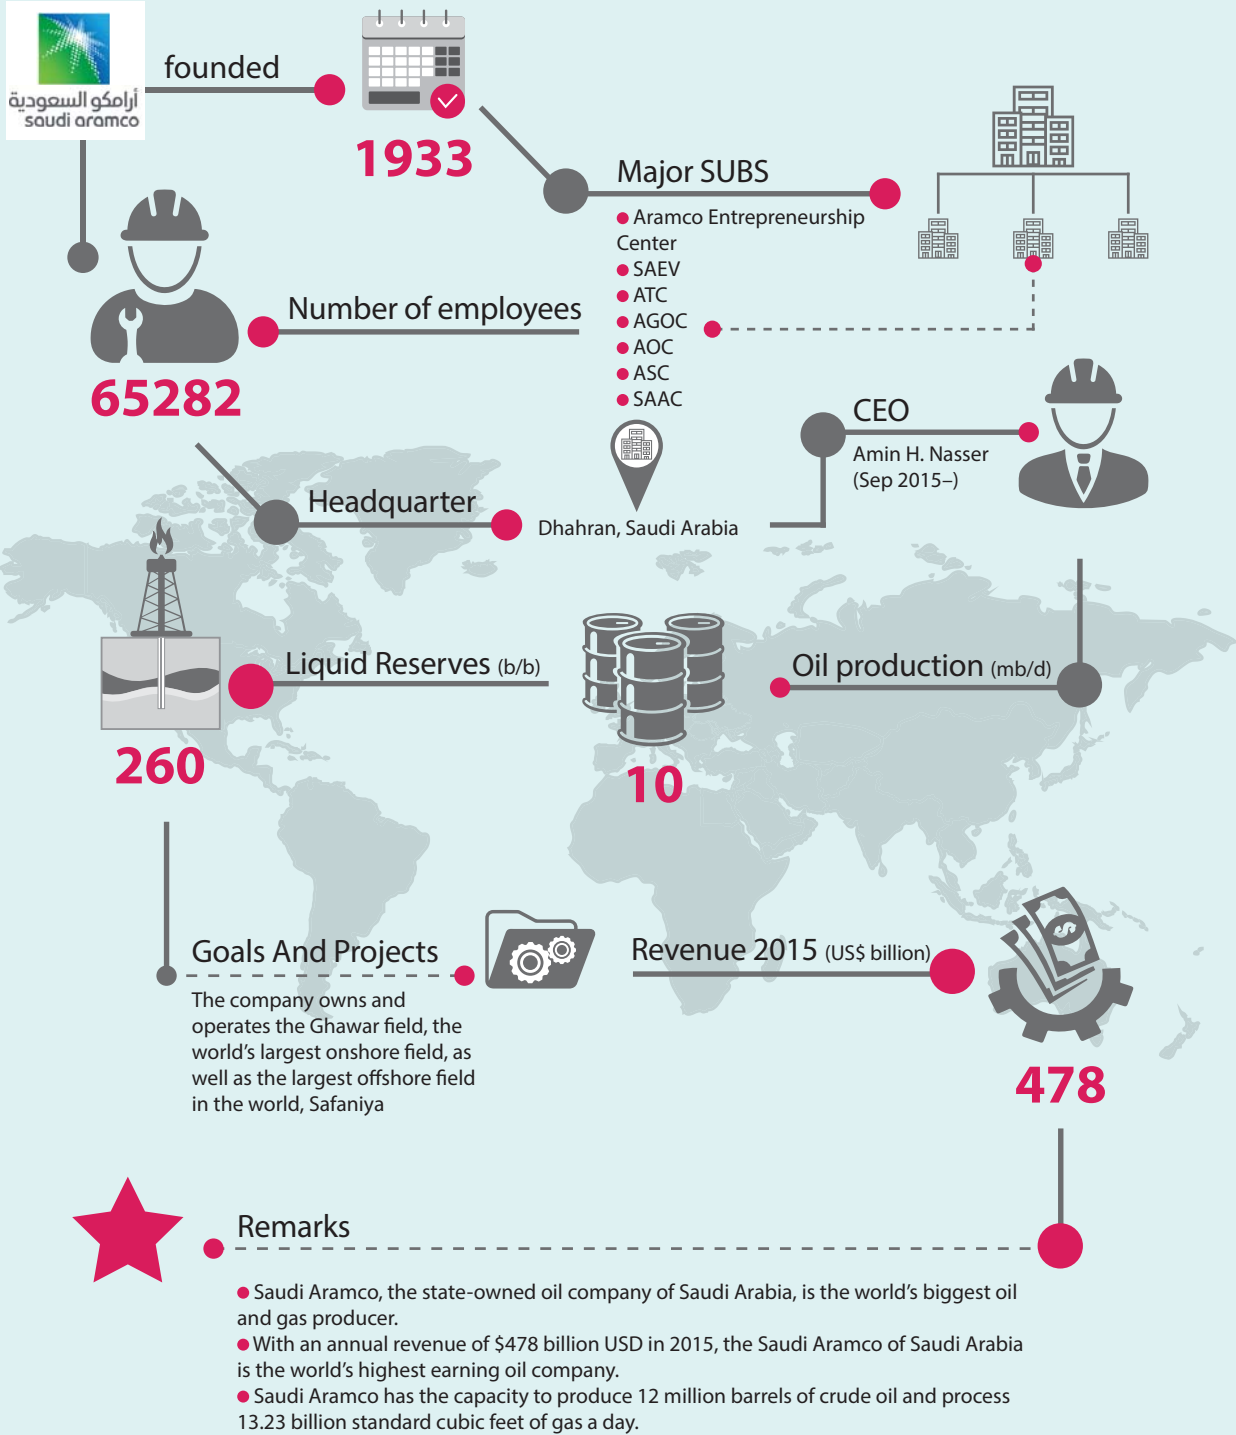 أرامكو السعودية
saudi aramco
founded
1933
Major SUBS
● Aramco Entrepreneurship
Center
● SAEV
● ATC
● AGOC
● AOC
● ASC
● SAAC
Number of employees
65282
CEO
Amin H. Nasser
(Sep 2015–)
Headquarter
Dhahran, Saudi Arabia
Liquid Reserves (b/b)
260
Oil production (mb/d)
10
Goals And Projects
The company owns and
operates the Ghawar field, the
world’s largest onshore field, as
well as the largest offshore field
in the world, Safaniya
Revenue 2015 (US$ billion)
478
Remarks
● Saudi Aramco, the state-owned oil company of Saudi Arabia, is the world’s biggest oil
and gas producer.
● With an annual revenue of $478 billion USD in 2015, the Saudi Aramco of Saudi Arabia
is the world’s highest earning oil company.
● Saudi Aramco has the capacity to produce 12 million barrels of crude oil and process
13.23 billion standard cubic feet of gas a day.